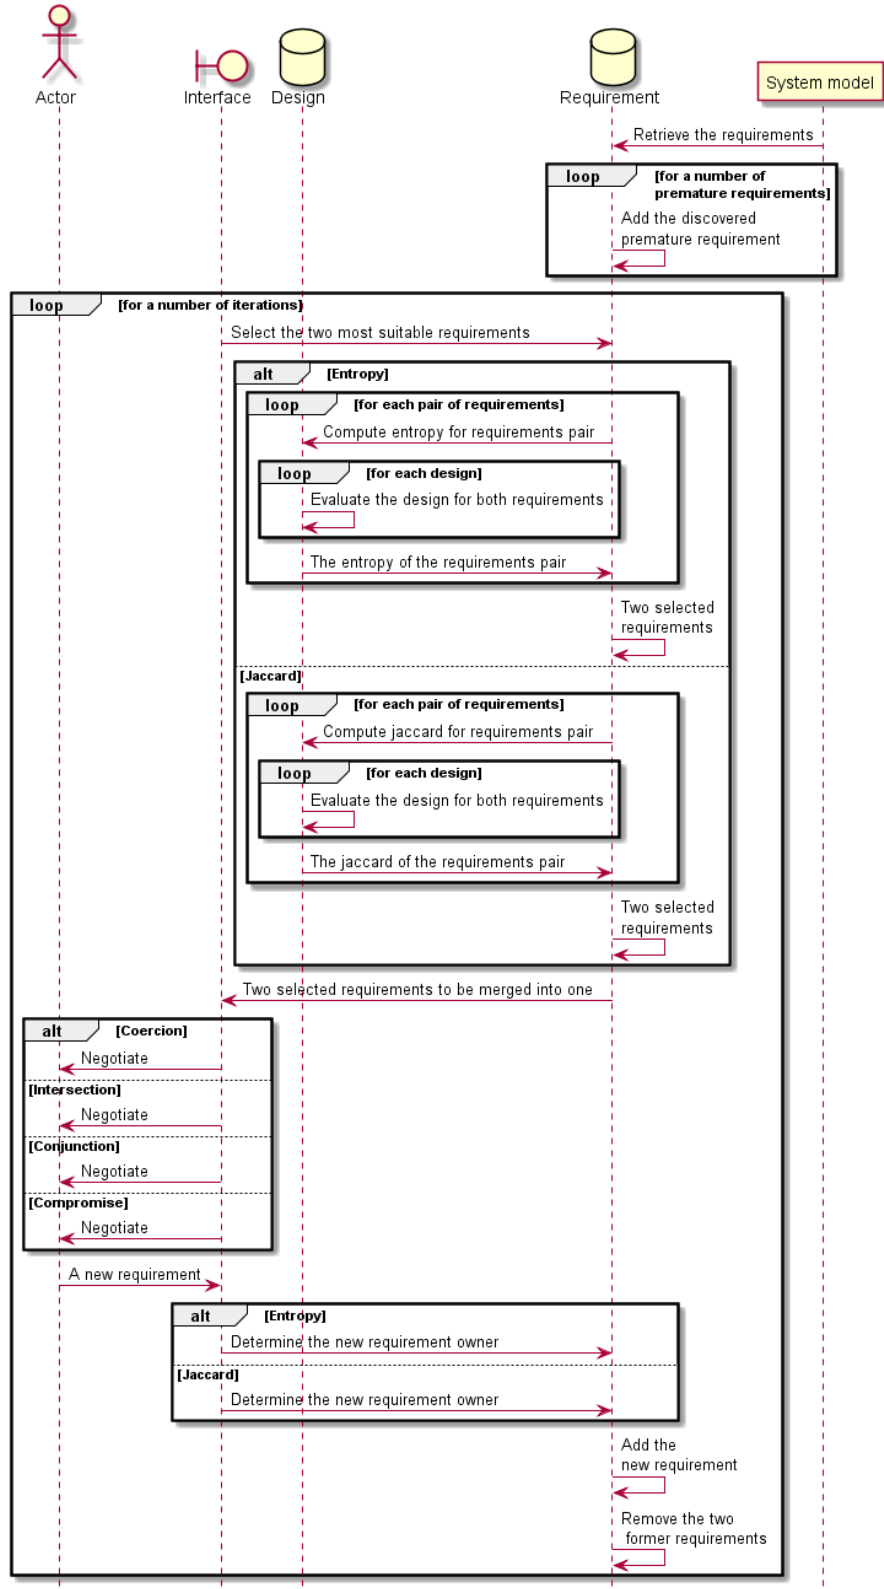 Actor
Interface
Design
Requirement
System model
Retrieve the requirements
loop
[for a number of
premature requirements]
Add the discovered
premature requirement
loop
[for a number of iterations]
Select the two most suitable requirements
alt
[Entropy]
loop
[for each pair of requirements]
Compute entropy for requirements pair
loop
[for each design]
Evaluate the design for both requirements
The entropy of the requirements pair
Two selected
requirements
[Jaccard]
loop
[for each pair of requirements]
Compute jaccard for requirements pair
loop
[for each design]
Evaluate the design for both requirements
The jaccard of the requirements pair
Two selected
requirements
Two selected requirements to be merged into one
alt
[Coercion]
Negotiate
[Intersection]
Negotiate
[Conjunction]
Negotiate
[Compromise]
Negotiate
A new requirement
alt
[Entropy]
Determine the new requirement owner
[Jaccard]
Determine the new requirement owner
Add the
new requirement
Remove the two
former requirements